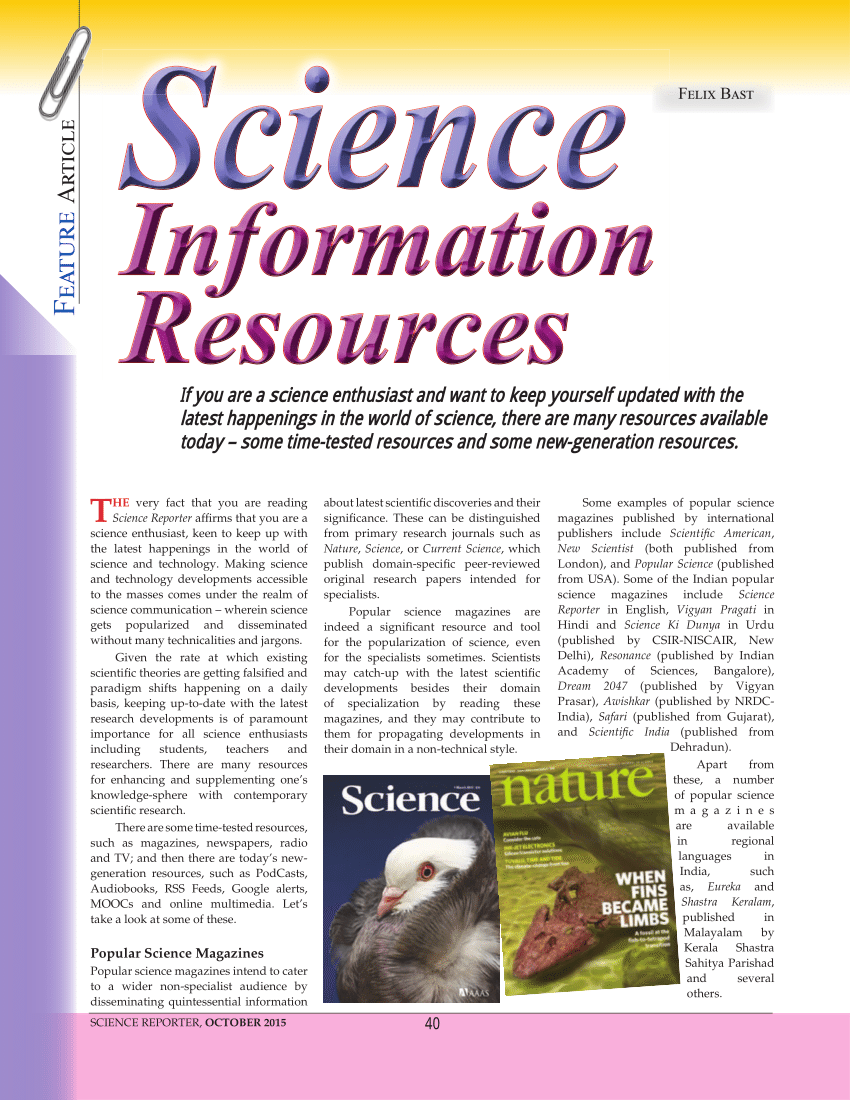 FEATURE ARTICLE
FELIX BAST
Science
Information
Resources
If you are a science enthusiast and want to keep yourself updated with the
latest happenings in the world of science, there are many resources available
today – some time-tested resources and some new-generation resources.
THE very fact that you are reading
Science Reporter affirms that you are a
science enthusiast, keen to keep up with
the latest happenings in the world of
science and technology. Making science
and technology developments accessible
to the masses comes under the realm of
science communication – wherein science
gets popularized and disseminated
without many technicalities and jargons.
Given the rate at which existing
scientific theories are getting falsified and
paradigm shifts happening on a daily
basis, keeping up-to-date with the latest
research developments is of paramount
importance for all science enthusiasts
including students, teachers and
researchers. There are many resources
for enhancing and supplementing one's
knowledge-sphere with contemporary
scientific research.
There are some time-tested resources,
such as magazines, newspapers, radio
and TV; and then there are today's new-
generation resources, such as PodCasts,
Audiobooks, RSS Feeds, Google alerts,
MOOCs and online multimedia. Let's
take a look at some of these.
Popular Science Magazines
Popular science magazines intend to cater
to a wider non-specialist audience by
disseminating quintessential information
about latest scientific discoveries and their
significance. These can be distinguished
from primary research journals such as
Nature, Science, or Current Science, which
publish domain-specific peer-reviewed
original research papers intended for
specialists.
Popular science magazines are
indeed a significant resource and tool
for the popularization of science, even
for the specialists sometimes. Scientists
may catch-up with the latest scientific
developments besides their domain
of specialization by reading these
magazines, and they may contribute to
them for propagating developments in
their domain in a non-technical style.
Science
AAAS
nature
AVIAN FLU
Consider the cats
INK-JET ELECTRONICS
Silicon transistor solutions
WHEN
FINS
BECAME
LIMBS
A fossil at the
fish-to-tetrapod
transition
Some examples of popular science
magazines published by international
publishers include Scientific American,
New Scientist (both published from
London), and Popular Science (published
from USA). Some of the Indian popular
science magazines include Science
Reporter in English, Vigyan Pragati in
Hindi and Science Ki Dunya in Urdu
(published by CSIR-NISCAIR, New
Delhi), Resonance (published by Indian
Academy of Sciences, Bangalore),
Dream 2047 (published by Vigyan
Prasar), Awishkar (published by NRDC-
India), Safari (published from Gujarat),
and Scientific India (published from
Dehradun).
Apart from
these, a number
of popular science
magazines
are available
in regional
languages in
India, such
as, Eureka and
Shastra Keralam,
published in
Malayalam by
Kerala Shastra
Sahitya Parishad
and several
others.
SCIENCE REPORTER, OCTOBER 2015
40